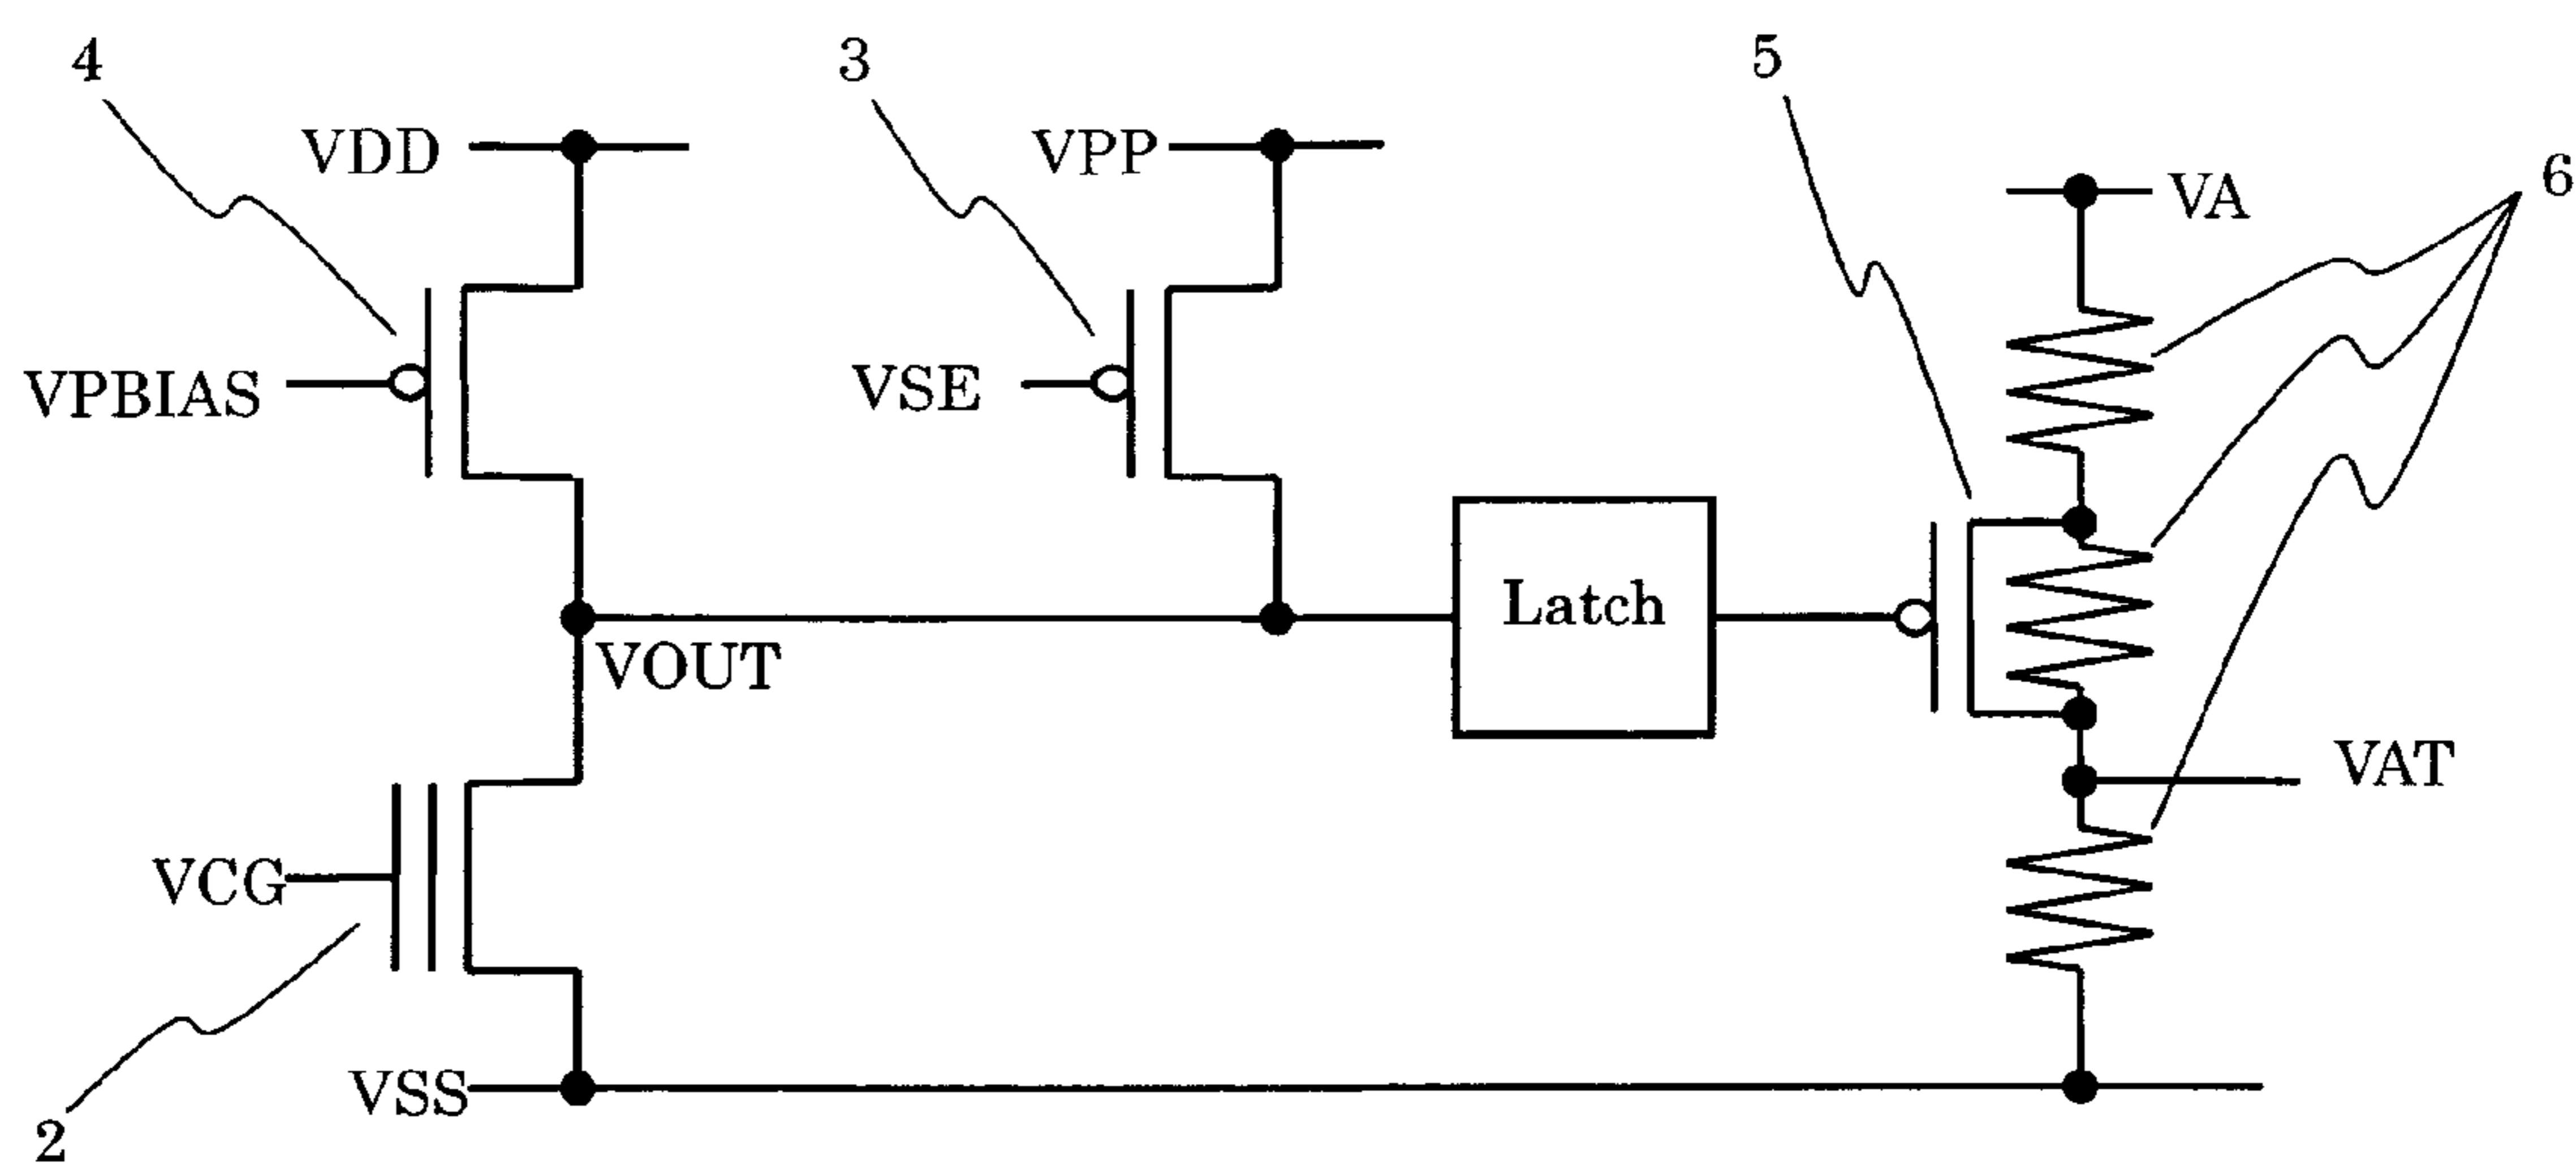 4
3
5
6
VDD
VPP
VA
VPBIAS
VSE
Latch
VOUT
VAT
VCG
VSS
2